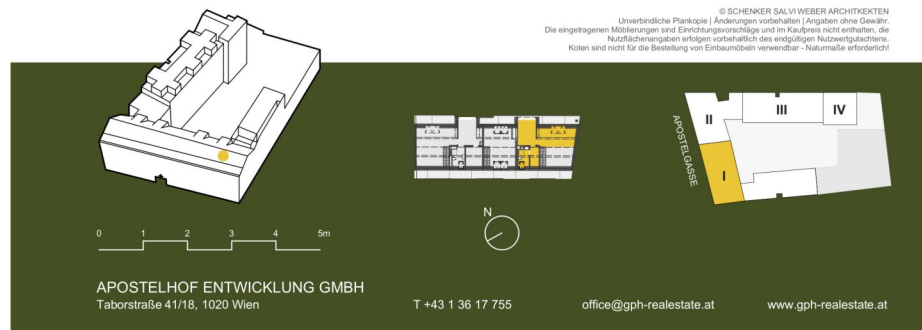 © SCHENKER SALVI WEBER ARCHITKEKTEN
Unverbindliche Plankopie | Änderungen vorbehalten | Angaben ohne Gewähr.
Die eingetragenen Möblierungen sind Einrichtungsvorschläge und im Kaufpreis nicht enthalten, die
Nutzflächenangaben erfolgen vorbehaltlich des endgültigen Nutzwertgutachtens.
Koten sind nicht für die Bestellung von Einbaumöbeln verwendbar - Naturmaße erforderlich!
II
III
IV
APOSTELGASSE
I
N
0 1 2 3 4 5m
APOSTELHOF ENTWICKLUNG GMBH
Taborstraße 41/18, 1020 Wien
T +43 1 36 17 755
office@gph-realestate.at
www.gph-realestate.at